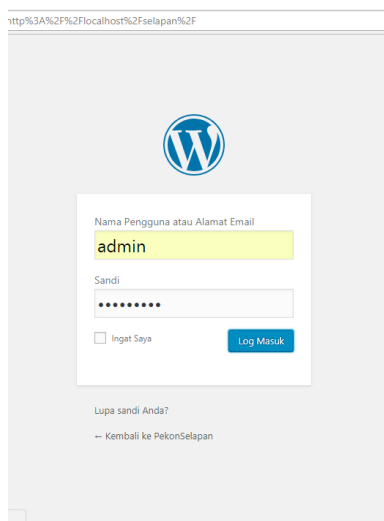 ttp%3A%2F%2Flocalhost%2Fselapan%2F
Nama Pengguna atau Alamat Email
admin
Sandi
•••••••••
Ingat Saya
Log Masuk
Lupa sandi Anda?
← Kembali ke PekonSelapan